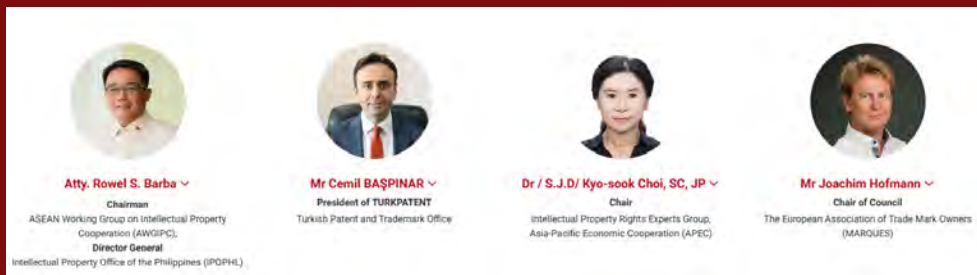 Atty. Rowel S. Barba
Chairman
ASEAN Working Group on Intellectual Property
Cooperation (AWGIPC),
Director General
Intellectual Property Office of the Philippines (IPOPHL)
Mr Cemil BAŞPINAR
President of TURKPATENT
Turkish Patent and Trademark Office
Dr / S.J.D/ Kyo-sook Choi, SC, JP
Chair
Intellectual Property Rights Experts Group,
Asia-Pacific Economic Cooperation (APEC)
Mr Joachim Hofmann
Chair of Council
The European Association of Trade Mark Owners
(MARQUES)